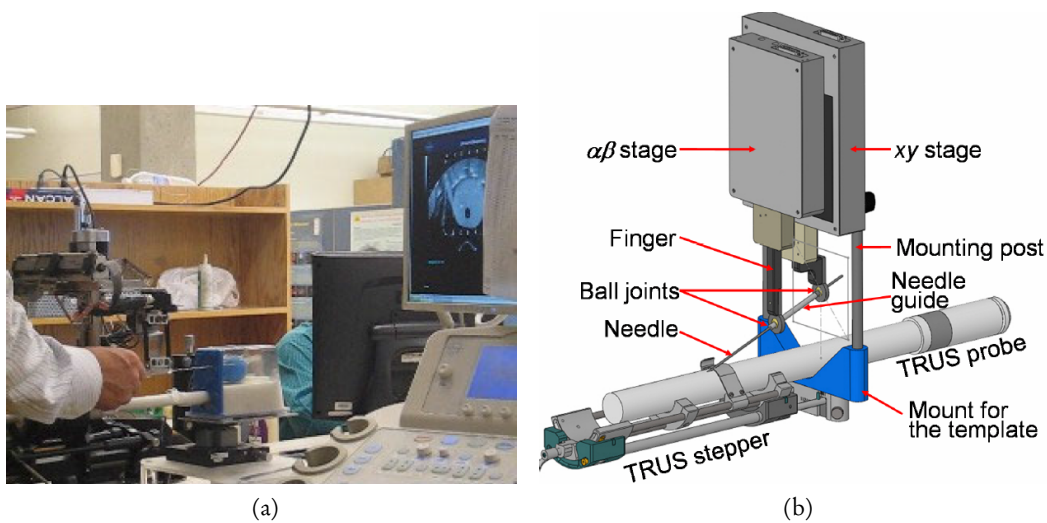 ALCAN
αβ stage
xy stage
Finger
Mounting post
Ball joints
Needle
guide
Needle
TRUS probe
Mount for
the template
TRUS stepper
(a)
(b)